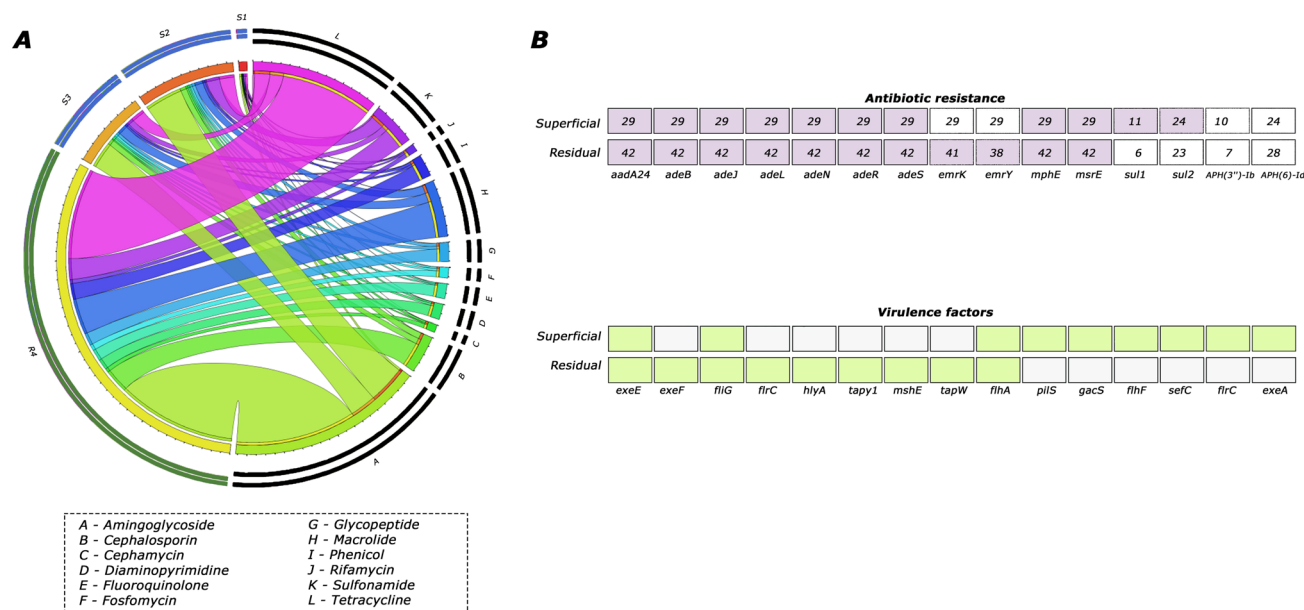 A
S1
S2
L
S3
K
J
I
H
G
F
E
D
C
B
A
R4
A - Amingoglycoside
B - Cephalosporin
C - Cephamycin
D - Diaminopyrimidine
E - Fluoroquinolone
F - Fosfomycin
G - Glycopeptide
H - Macrolide
I - Phenicol
J - Rifamycin
K - Sulfonamide
L - Tetracycline
B
Antibiotic resistance
Superficial 29 29 29 29 29 29 29 29 29 29 29 11 24 10 24
Residual 42 42 42 42 42 42 42 41 38 42 42 6 23 7 28
aadA24 adeB adeJ adeL adeN adeR adeS emrK emrY mphE msrE sul1 sul2 APH(3'')-Ib APH(6)-Id
Virulence factors
Superficial
Residual
exeE exeF fliG flrC hlyA tapy1 mshE tapW flhA pilS gacS flhF sefC flrC exeA